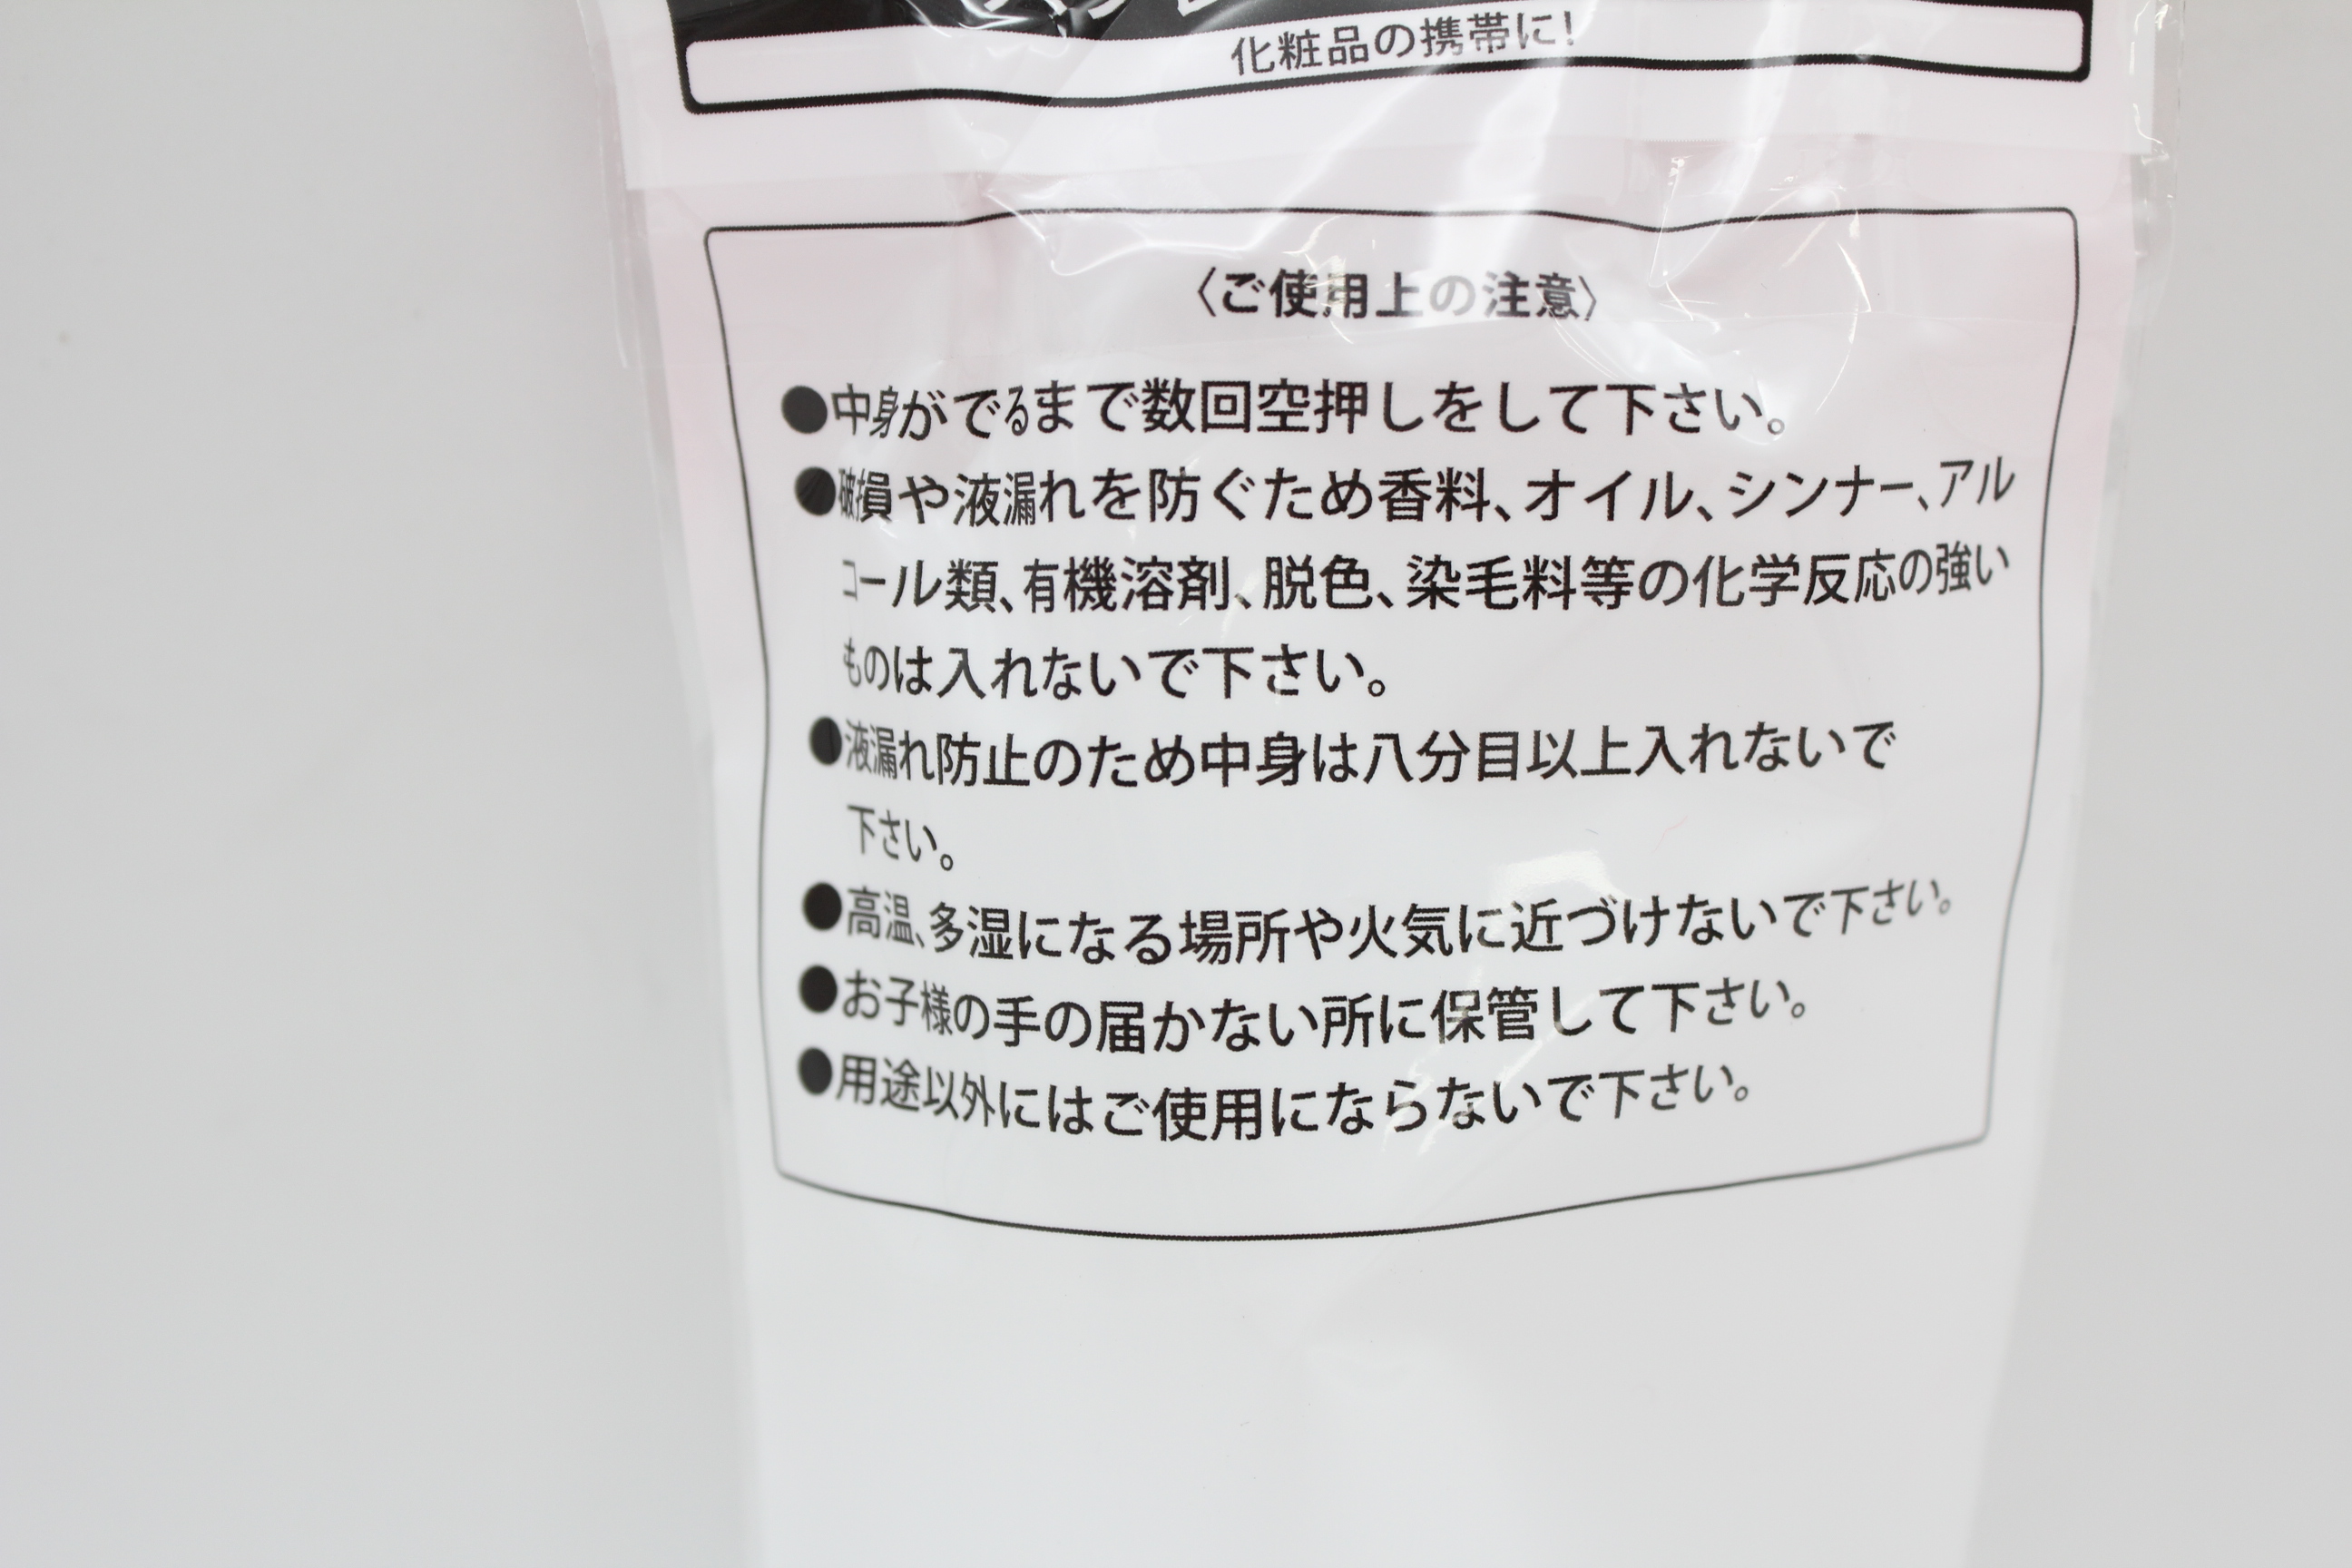 化粧品の携帯に!
〈ご使用上の注意〉
●中身がでるまで数回空押しをして下さい。
●破損や液漏れを防ぐため香料、オイル、シンナー、アル
コール類、有機溶剤、脱色、染毛料等の化学反応の強い
ものは入れないで下さい。
●液漏れ防止のため中身は八分目以上入れないで
下さい。
●高温、多湿になる場所や火気に近づけないで下さい。
●お子様の手の届かない所に保管して下さい。
●用途以外にはご使用にならないで下さい。